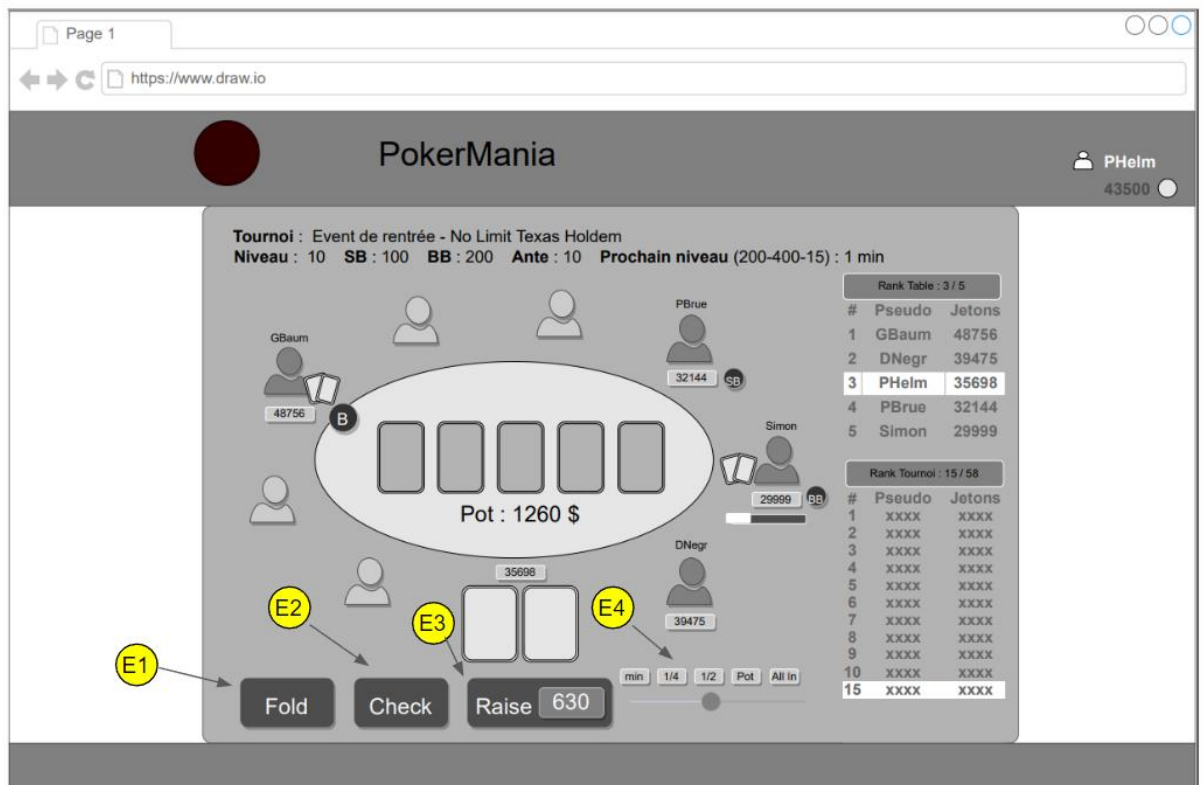 Page 1
https://www.draw.io
PokerMania
PHelm
43500
Tournoi : Event de rentrée - No Limit Texas Holdem
Niveau : 10 SB : 100 BB : 200 Ante : 10 Prochain niveau (200-400-15) : 1 min
GBaum
48756
B
PBrue
32144
SB
Simon
29999
BB
Pot : 1260 $
DNegr
39475
35698
E1
E2
E3
E4
Fold
Check
Raise 630
min 1/4 1/2 Pot All In
Rank Table : 3 / 5
# Pseudo Jetons
1 GBaum 48756
2 DNegr 39475
3 PHelm 35698
4 PBrue 32144
5 Simon 29999
Rank Tournoi : 15 / 58
# Pseudo Jetons
1 xxxx xxxx
2 xxxx xxxx
3 xxxx xxxx
4 xxxx xxxx
5 xxxx xxxx
6 xxxx xxxx
7 xxxx xxxx
8 xxxx xxxx
9 xxxx xxxx
10 xxxx xxxx
15 xxxx xxxx